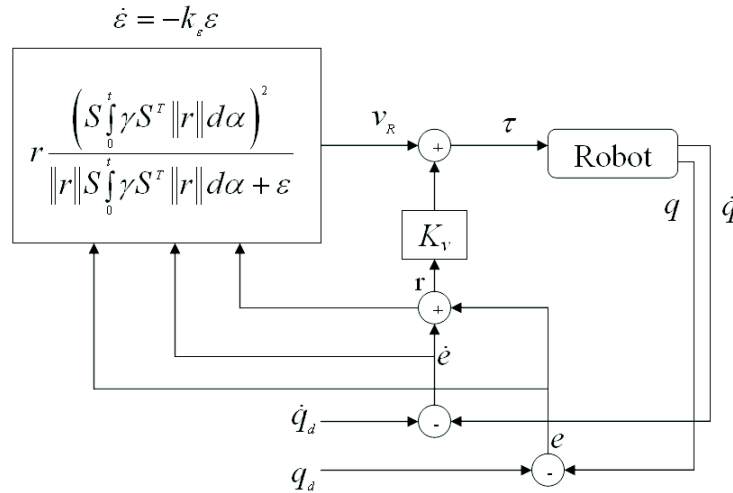 ε̇ = −k_ε ε
r (S∫₀ᵗ γSᵀ‖r‖dα)² / (‖r‖S∫₀ᵗ γSᵀ‖r‖dα + ε)
v_R
+
τ
Robot
q
q̇
K_v
r
+
ė
q̇_d
-
e
q_d
-